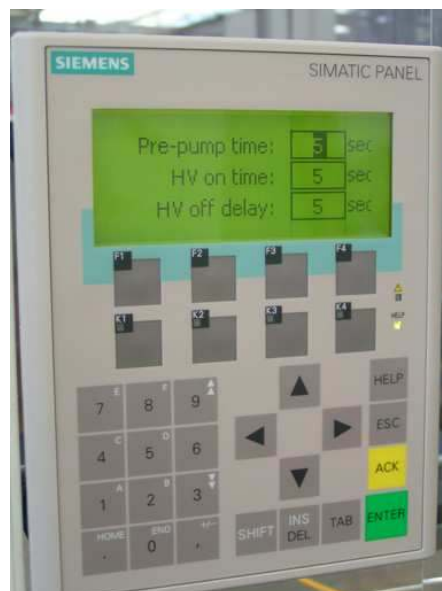 SIEMENS
SIMATIC PANEL
Pre-pump time: 5 sec
HV on time: 5 sec
HV off delay: 5 sec
F1 F2 F3 F4
K1 K2 K3 K4
HELP
7 E 8 F 9 HELP
4 C 5 D 6 ESC
1 A 2 B 3 ACK
HOME . END 0 +/- , SHIFT INS DEL TAB ENTER